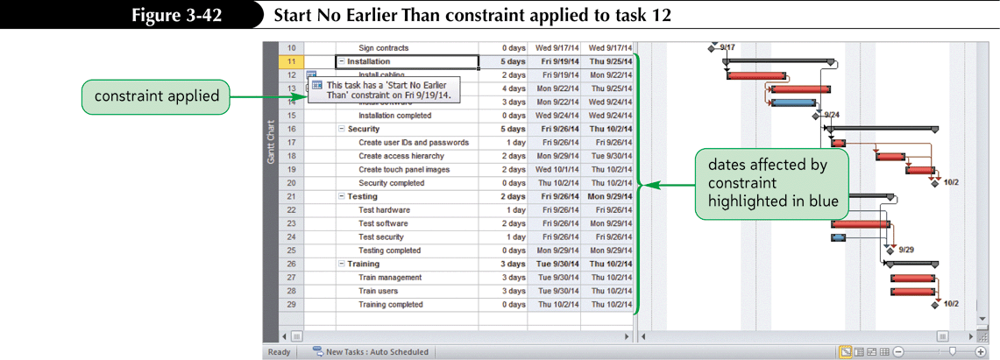 Figure 3-42 Start No Earlier Than constraint applied to task 12
constraint applied
Gantt Chart
10 Sign contracts 0 days Wed 9/17/14 Wed 9/17/14
11 Installation 5 days Fri 9/19/14 Thu 9/25/14
12 Install cabling 2 days Fri 9/19/14 Mon 9/22/14
This task has a 'Start No Earlier
Than' constraint on Fri 9/19/14.
13 4 days Mon 9/22/14 Thu 9/25/14
14 Install software 3 days Mon 9/22/14 Wed 9/24/14
15 Installation completed 0 days Wed 9/24/14 Wed 9/24/14
16 Security 5 days Fri 9/26/14 Thu 10/2/14
17 Create user IDs and passwords 1 day Fri 9/26/14 Fri 9/26/14
18 Create access hierarchy 2 days Mon 9/29/14 Tue 9/30/14
19 Create touch panel images 2 days Wed 10/1/14 Thu 10/2/14
20 Security completed 0 days Thu 10/2/14 Thu 10/2/14
21 Testing 2 days Fri 9/26/14 Mon 9/29/14
22 Test hardware 1 day Fri 9/26/14 Fri 9/26/14
23 Test software 2 days Fri 9/26/14 Mon 9/29/14
24 Test security 1 day Fri 9/26/14 Fri 9/26/14
25 Testing completed 0 days Mon 9/29/14 Mon 9/29/14
26 Training 3 days Tue 9/30/14 Thu 10/2/14
27 Train management 3 days Tue 9/30/14 Thu 10/2/14
28 Train users 3 days Tue 9/30/14 Thu 10/2/14
29 Training completed 0 days Thu 10/2/14 Thu 10/2/14
9/17
9/24
10/2
9/29
10/2
dates affected by
constraint
highlighted in blue
Ready New Tasks : Auto Scheduled